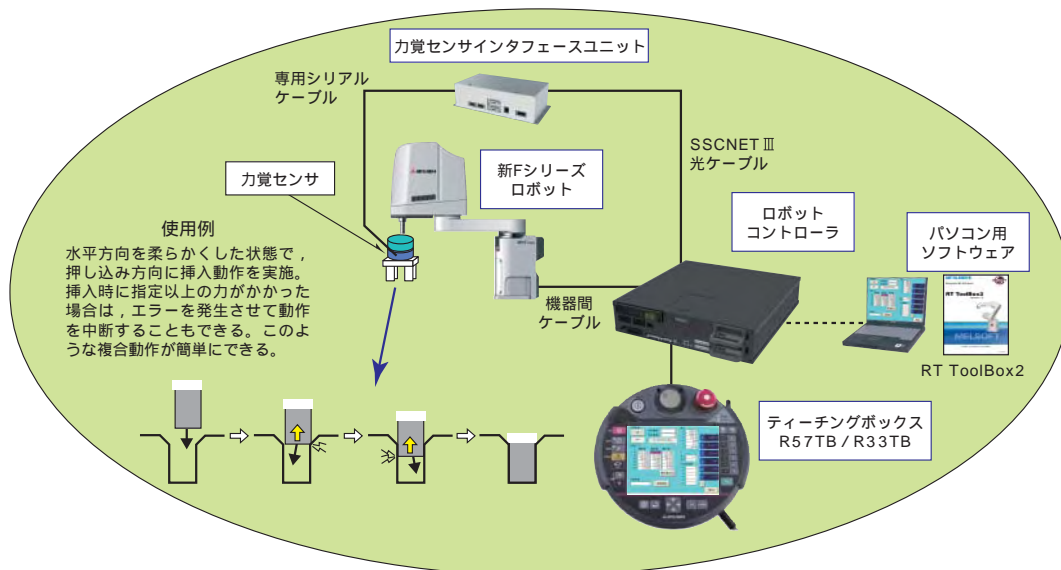 力覚センサインタフェースユニット
専用シリアル
ケーブル
SSCNETⅢ
光ケーブル
力覚センサ
新Fシリーズ
ロボット
使用例
水平方向を柔らかくした状態で，
押し込み方向に挿入動作を実施。
挿入時に指定以上の力がかかった
場合は，エラーを発生させて動作
を中断することもできる。このよ
うな複合動作が簡単にできる。
ロボット
コントローラ
パソコン用
ソフトウェア
機器間
ケーブル
RT ToolBox2
MELSOFT
RT ToolBox2
ティーチングボックス
R57TB/R33TB